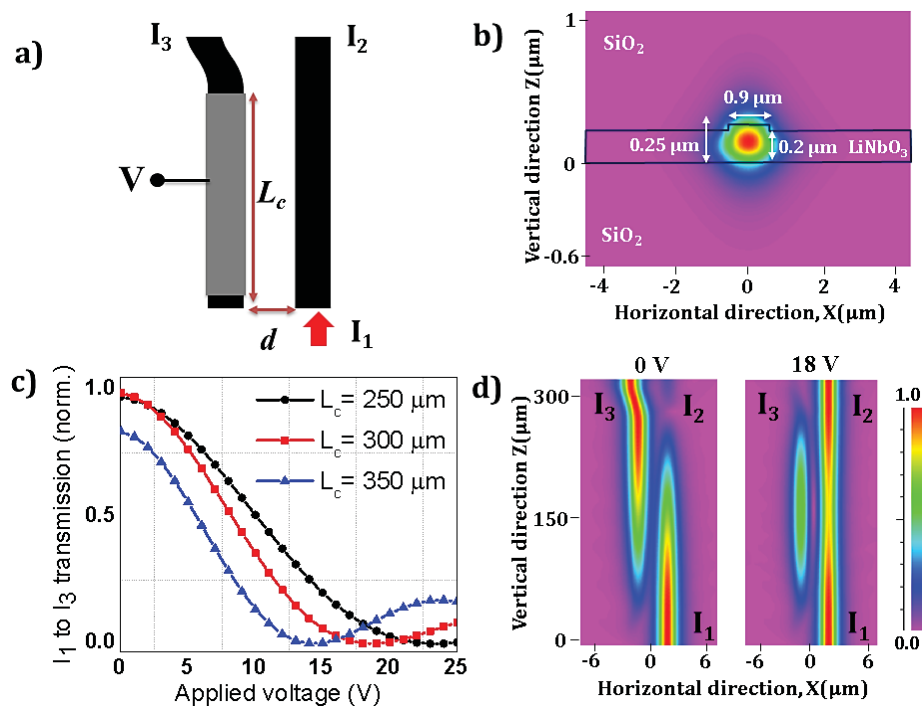 a)
I3
I2
V
Lc
d
I1
b)
Vertical direction Z(μm)
1
0
-0.6
SiO2
0.9 μm
0.25 μm
0.2 μm
LiNbO3
SiO2
-4
-2
0
2
4
Horizontal direction, X(μm)
c)
I1 to I3 transmission (norm.)
1.0
0.5
0.0
Lc= 250 μm
Lc= 300 μm
Lc= 350 μm
0
5
10
15
20
25
Applied voltage (V)
d)
0 V
18 V
Vertical direction Z(μm)
300
150
0
I3
I2
I1
I3
I2
I1
-6
0
6
-6
0
6
Horizontal direction, X(μm)
1.0
0.0